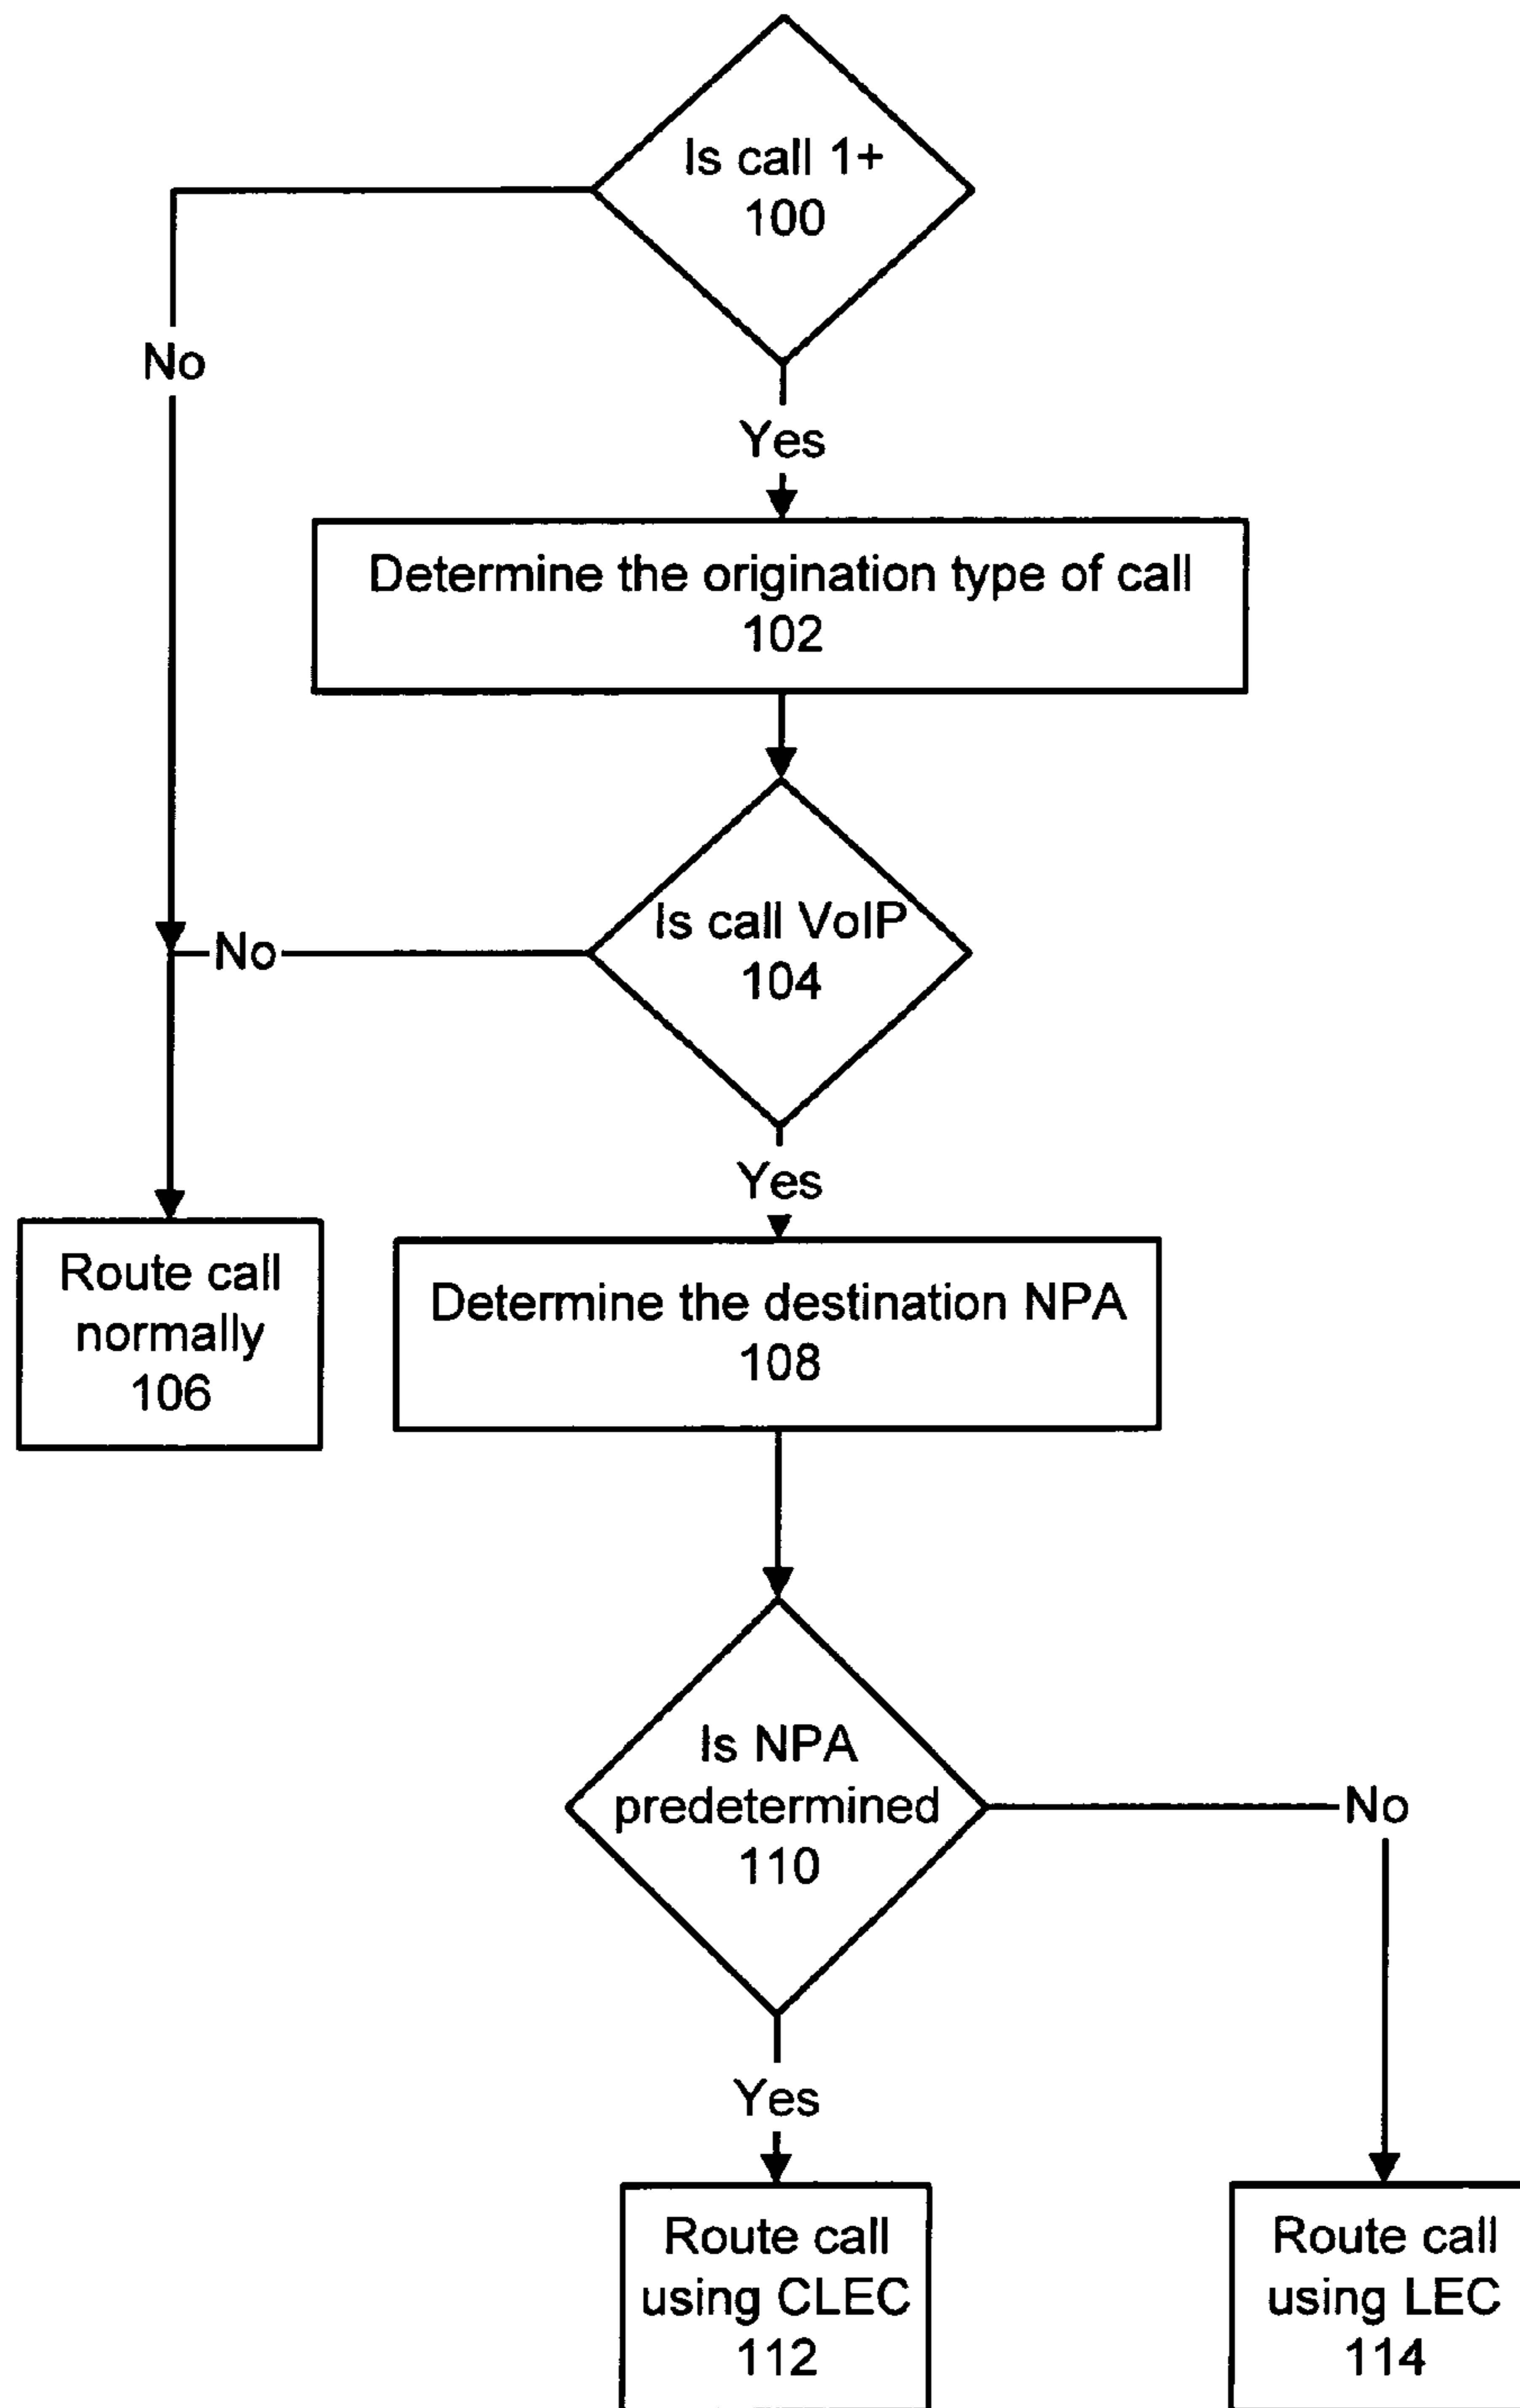 Is call 1+
100
No
Yes
Determine the origination type of call
102
Is call VoIP
104
No
Yes
Route call
normally
106
Determine the destination NPA
108
Is NPA
predetermined
110
No
Yes
Route call
using CLEC
112
Route call
using LEC
114